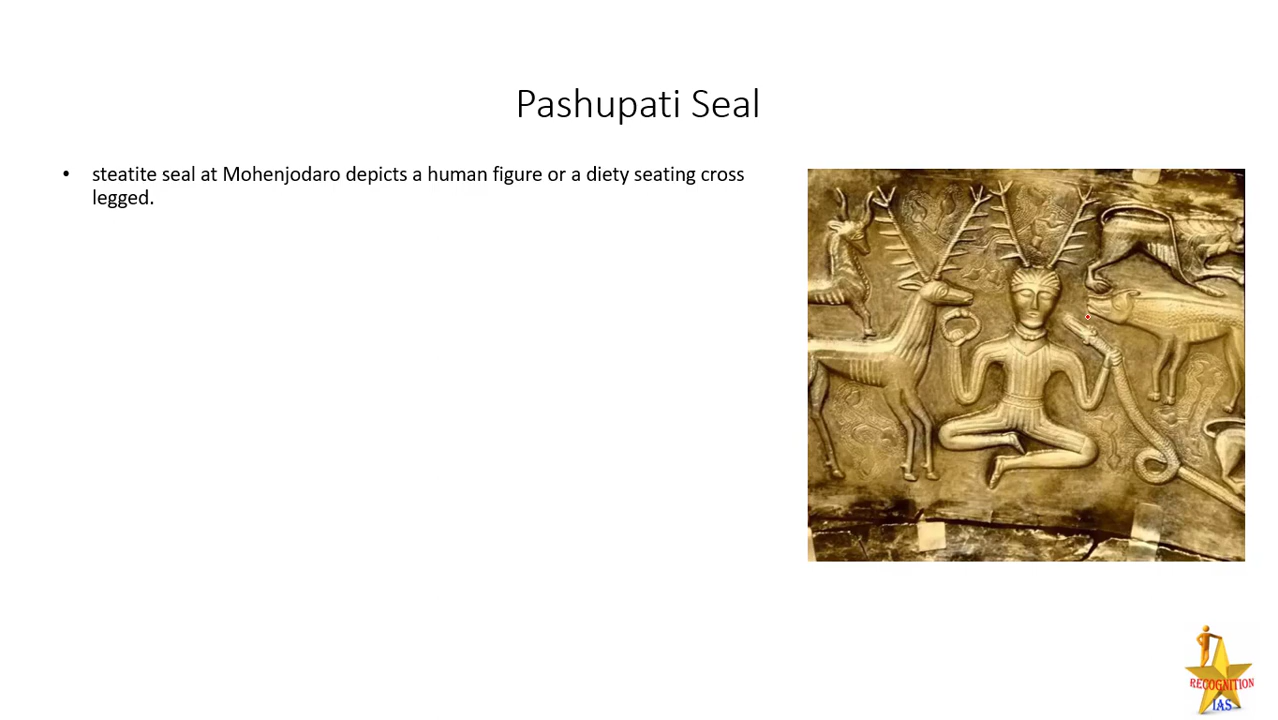 Pashupati Seal
• steatite seal at Mohenjodaro depicts a human figure or a diety seating cross
legged.
RECOGNITION
IAS